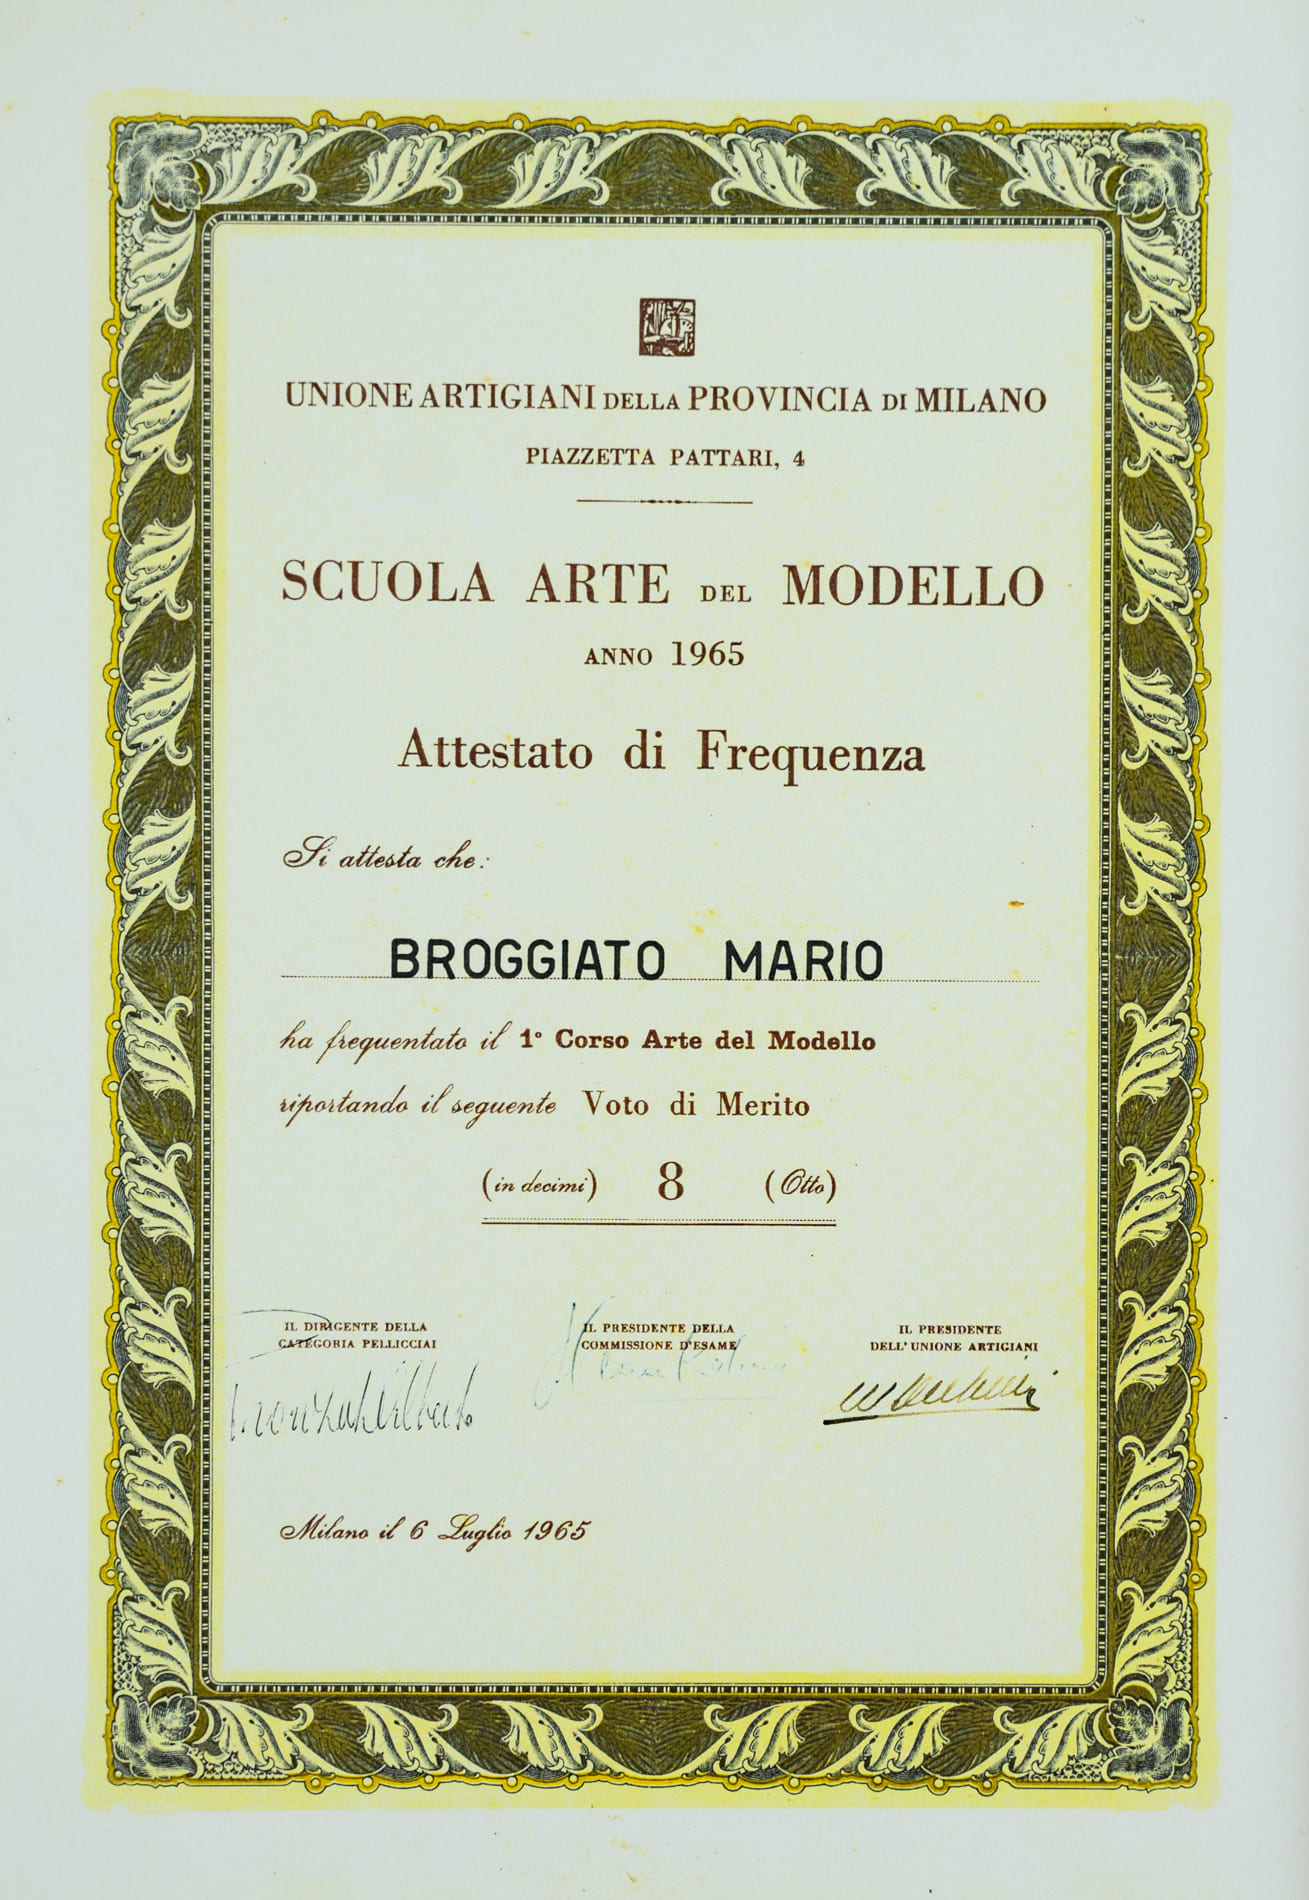 UNIONE ARTIGIANI DELLA PROVINCIA DI MILANO
PIAZZETTA PATTARI, 4
SCUOLA ARTE DEL MODELLO
ANNO 1965
Attestato di Frequenza
Si attesta che:
BROGGIATO MARIO
ha frequentato il 1° Corso Arte del Modello
riportando il seguente Voto di Merito
(in decimi) 8 (Otto)
IL DIRIGENTE DELLA
CATEGORIA PELLICCIAI
IL PRESIDENTE DELLA
COMMISSIONE D'ESAME
IL PRESIDENTE
DELL'UNIONE ARTIGIANI
Milano il 6 Luglio 1965